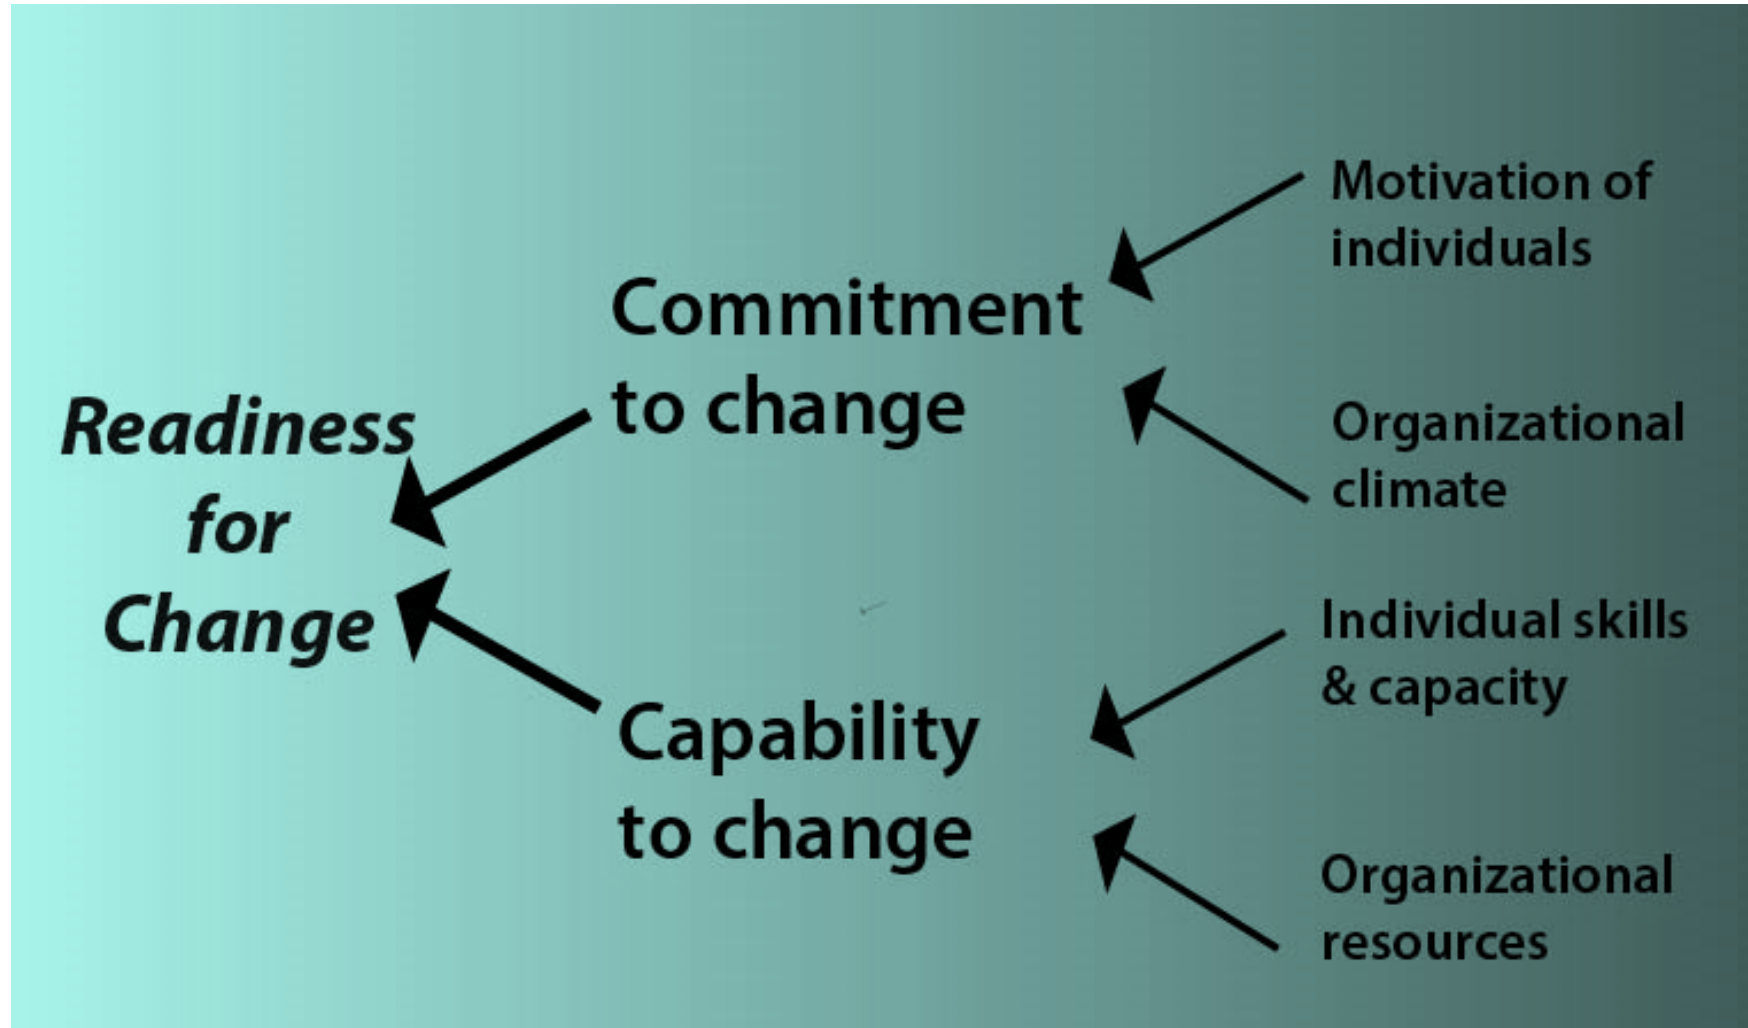 Readiness
for
Change
Commitment
to change
Capability
to change
Motivation of
individuals
Organizational
climate
Individual skills
& capacity
Organizational
resources